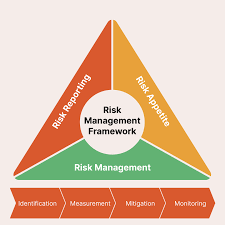 Risk Reporting
Risk Appetite
Risk
Management
Framework
Risk Management
Identification
Measurement
Mitigation
Monitoring